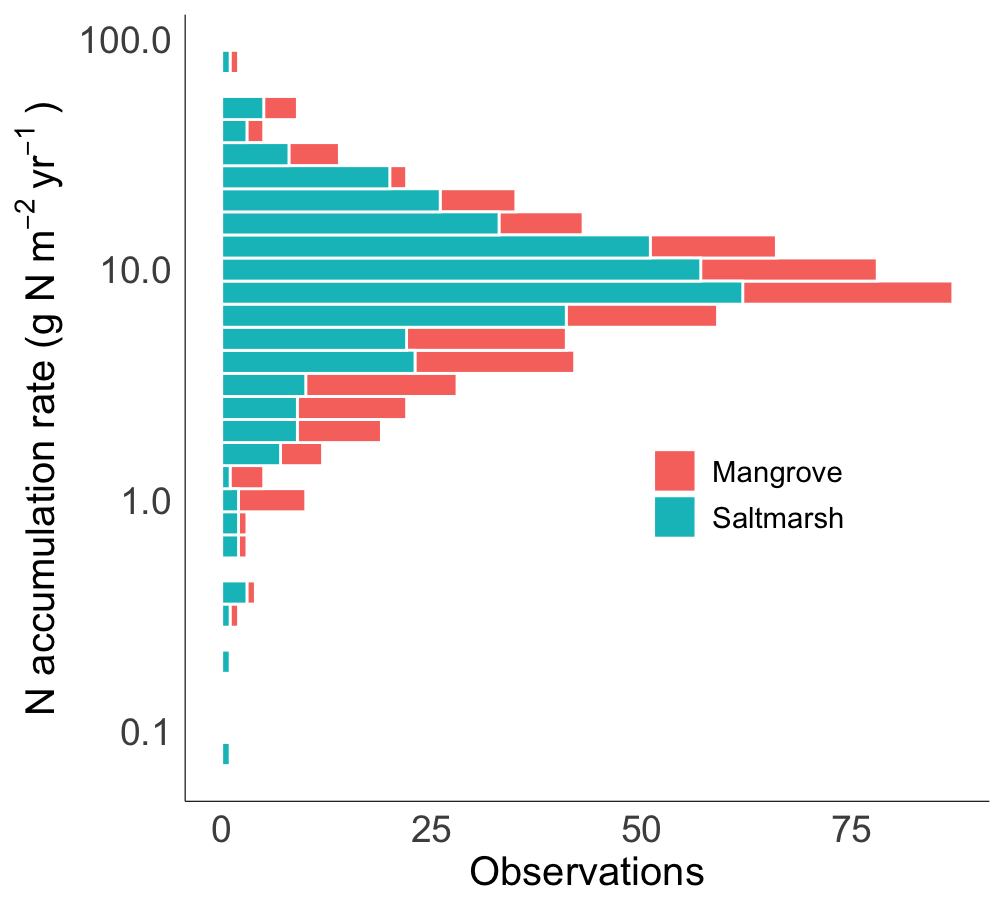 100.0
10.0
1.0
0.1
N accumulation rate (g N m⁻² yr⁻¹ )
Mangrove
Saltmarsh
0 25 50 75
Observations